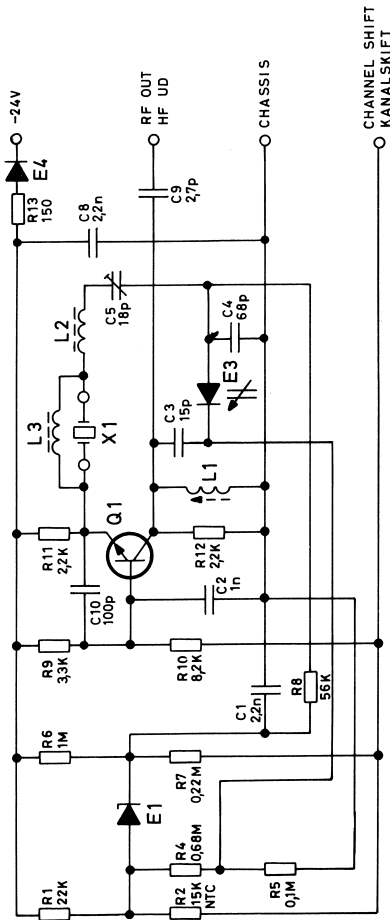 R1
22K
R2
15K
NTC
E1
R4
0,68M
R5
0,1M
R6
1M
R7
0,22M
R9
3,3K
R10
8,2K
C1
2,2n
R8
56K
C10
100p
R11
2,2K
Q1
R12
2,2K
C2
1n
L1
L3
X1
L2
C3
15p
E3
C4
68p
C5
18p
C8
2,2n
C9
2,7p
R13
150
E4
-24V
RF OUT
HF UD
CHASSIS
CHANNEL SHIFT
KANALSKIFT